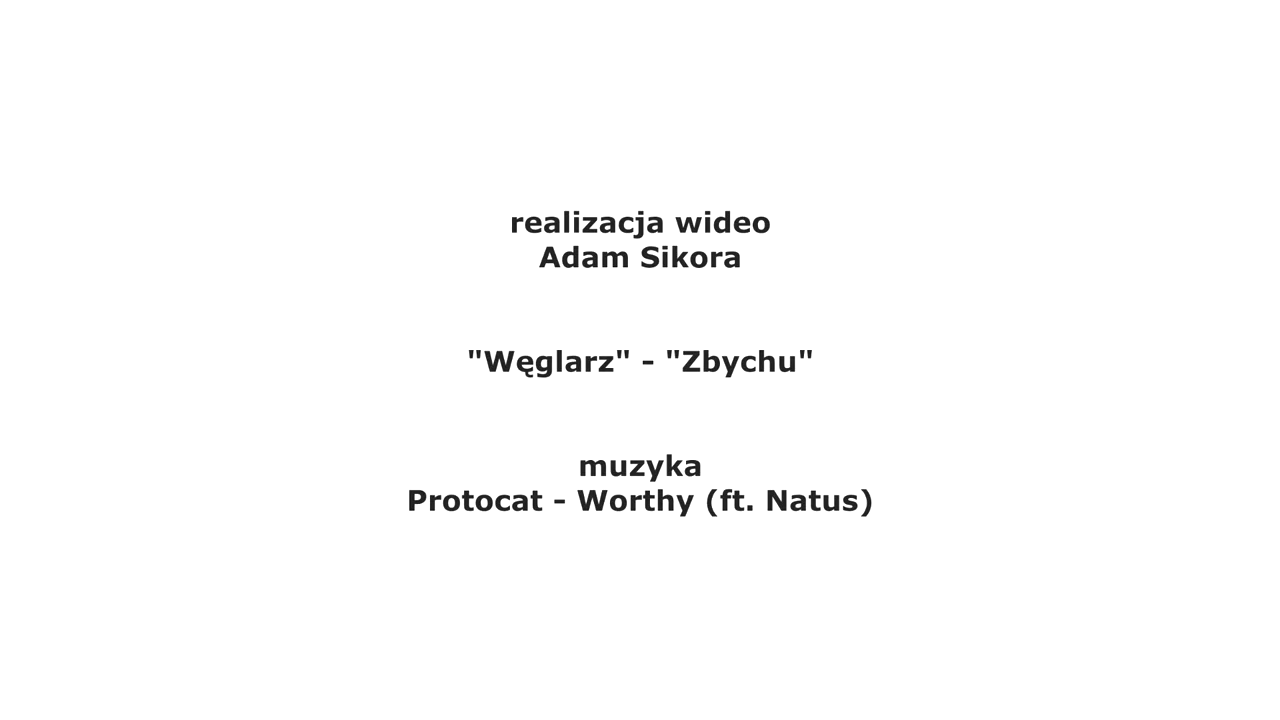 realizacja wideo
Adam Sikora
"Węglarz" - "Zbychu"
muzyka
Protocat - Worthy (ft. Natus)